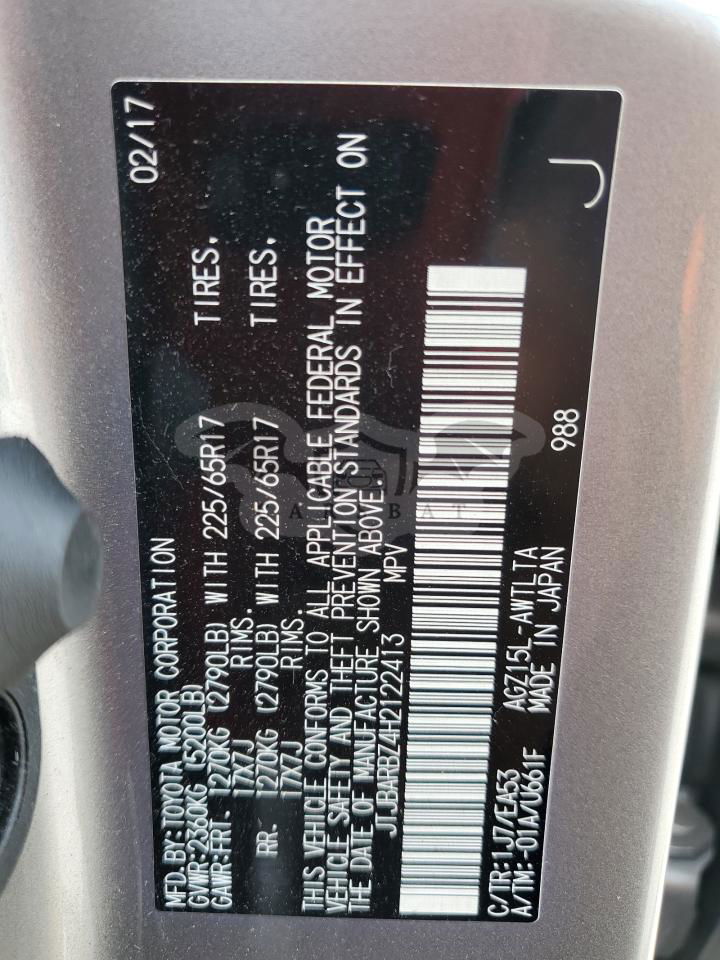 MFD. BY: TOYOTA MOTOR CORPORATION 02/17
GVWR: 2360KG (5200LB)
GAWR: FRT. 1270KG (2790LB) WITH 225/65R17 TIRES.
17X7J RIMS.
RR. 1270KG (2790LB) WITH 225/65R17 TIRES.
17X7J RIMS.
THIS VEHICLE CONFORMS TO ALL APPLICABLE FEDERAL MOTOR
VEHICLE SAFETY AND THEFT PREVENTION STANDARDS IN EFFECT ON
THE DATE OF MANUFACTURE SHOWN ABOVE.
JTJBARBZ4H2122413 MPV
C/TR: 1J7/EA53 AGZ15L-AWTLTA
A/TM: -01A/U661F MADE IN JAPAN 988
J